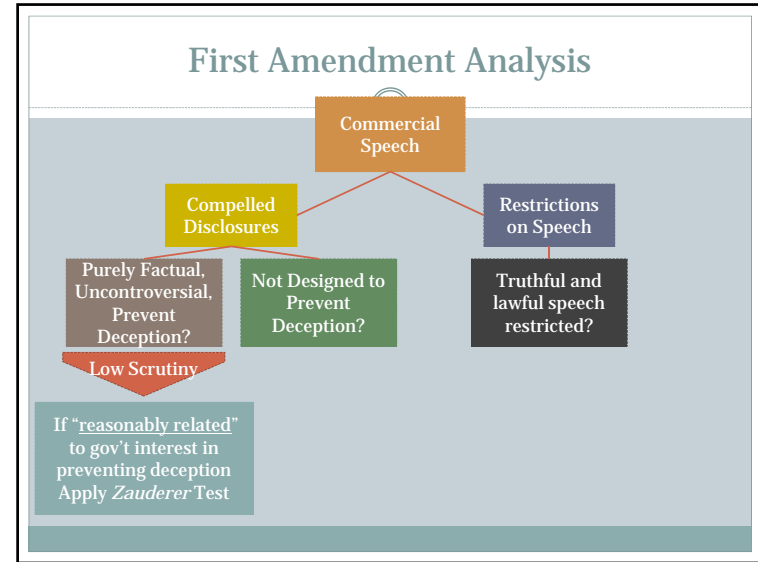 First Amendment Analysis
Commercial
Speech
Compelled
Disclosures
Restrictions
on Speech
Purely Factual,
Uncontroversial,
Prevent
Deception?
Not Designed to
Prevent
Deception?
Truthful and
lawful speech
restricted?
Low Scrutiny
If “reasonably related”
to gov’t interest in
preventing deception
Apply Zauderer Test